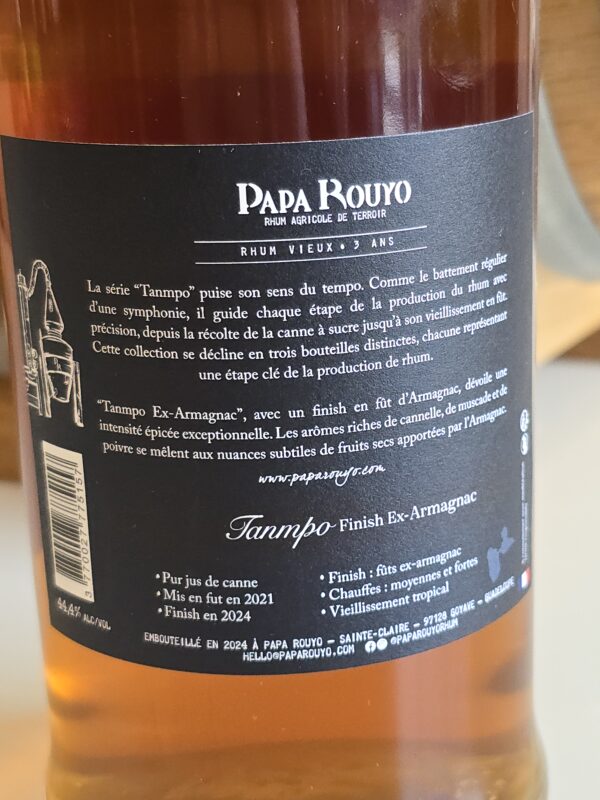 PAPA ROUYO
RHUM AGRICOLE DE TERROIR
RHUM VIEUX • 3 ANS
La série “Tanmpo” puise son sens du tempo. Comme le battement régulier
d'une symphonie, il guide chaque étape de la production du rhum avec
précision, depuis la récolte de la canne à sucre jusqu'à son vieillissement en fût.
Cette collection se décline en trois bouteilles distinctes, chacune représentant
une étape clé de la production de rhum.
“Tanmpo Ex-Armagnac”, avec un finish en fût d'Armagnac, dévoile une
intensité épicée exceptionnelle. Les arômes riches de cannelle, de muscade et de
poivre se mêlent aux nuances subtiles de fruits secs apportées par l'Armagnac.
www.paparouyo.com
Tanmpo Finish Ex-Armagnac
• Pur jus de canne
• Mis en fut en 2021
• Finish en 2024
• Finish : fûts ex-armagnac
• Chauffes : moyennes et fortes
• Vieillissement tropical
44,4% ALC/VOL
EMBOUTEILLÉ EN 2024 À PAPA ROUYO - SAINTE-CLAIRE - 97128 GOYAVE - GUADELOUPE
HELLO@PAPAROUYO.COM @PAPAROUYORHUM